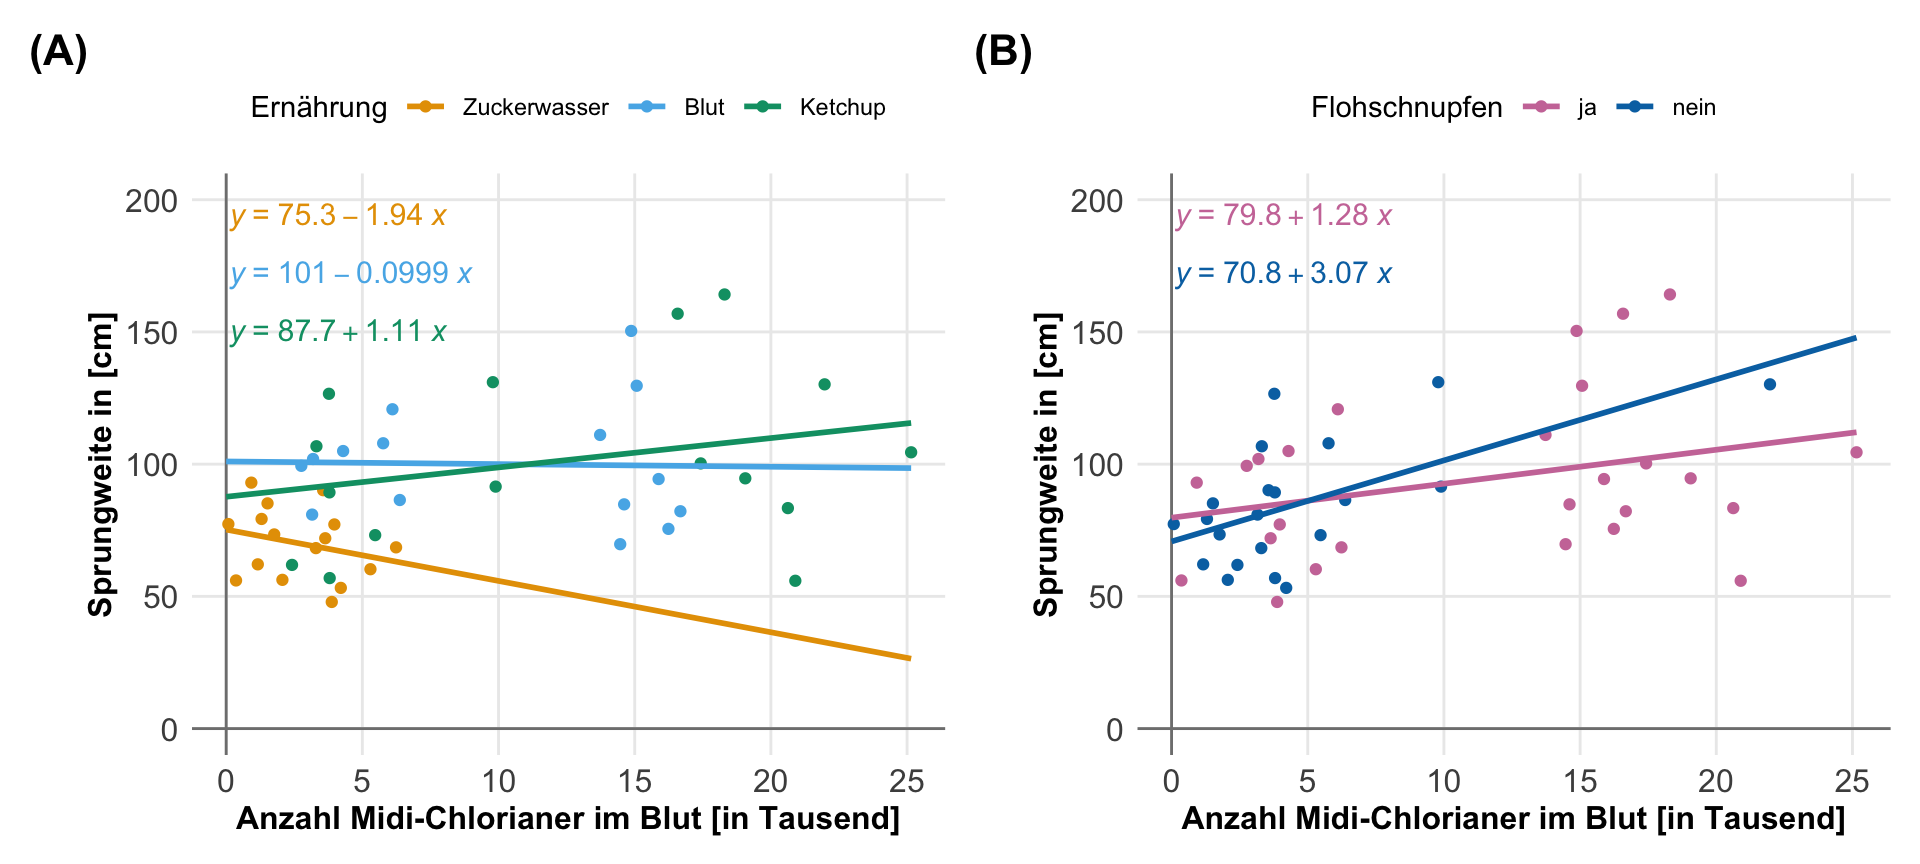 (A)
Ernährung Zuckerwasser Blut Ketchup
y = 75.3 – 1.94 x
y = 101 – 0.0999 x
y = 87.7 + 1.11 x
Sprungweite in [cm]
200
150
100
50
0
0 5 10 15 20 25
Anzahl Midi-Chlorianer im Blut [in Tausend]
(B)
Flohschnupfen ja nein
y = 79.8 + 1.28 x
y = 70.8 + 3.07 x
Sprungweite in [cm]
200
150
100
50
0
0 5 10 15 20 25
Anzahl Midi-Chlorianer im Blut [in Tausend]